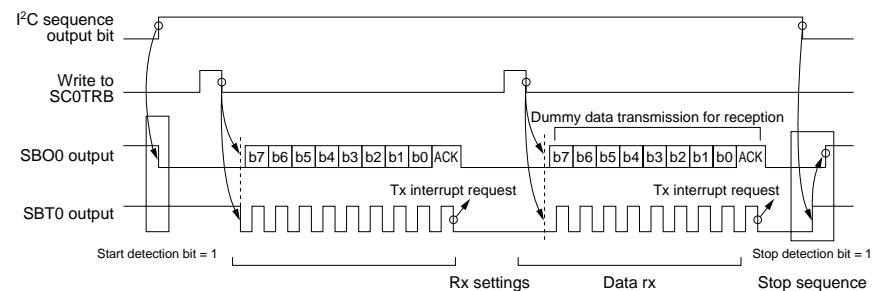 I²C sequence
output bit
Write to
SC0TRB
Dummy data transmission for reception
SBO0 output
b7 b6 b5 b4 b3 b2 b1 b0 ACK
b7 b6 b5 b4 b3 b2 b1 b0 ACK
Tx interrupt request
Tx interrupt request
SBT0 output
Start detection bit = 1
Stop detection bit = 1
Rx settings
Data rx
Stop sequence